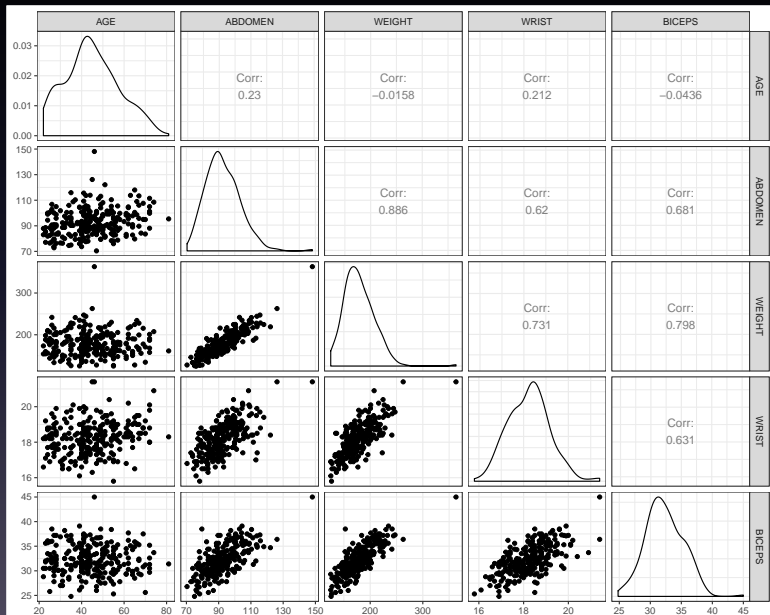 AGE ABDOMEN WEIGHT WRIST BICEPS
0.03
0.02
0.01
0.00
Corr:
0.23
Corr:
−0.0158
Corr:
0.212
Corr:
−0.0436
AGE
150
130
110
90
70
Corr:
0.886
Corr:
0.62
Corr:
0.681
ABDOMEN
300
200
Corr:
0.731
Corr:
0.798
WEIGHT
20
18
16
Corr:
0.631
WRIST
45
40
35
30
25
BICEPS
20 40 60 80 70 90 110 130 150 200 300 16 18 20 25 30 35 40 45